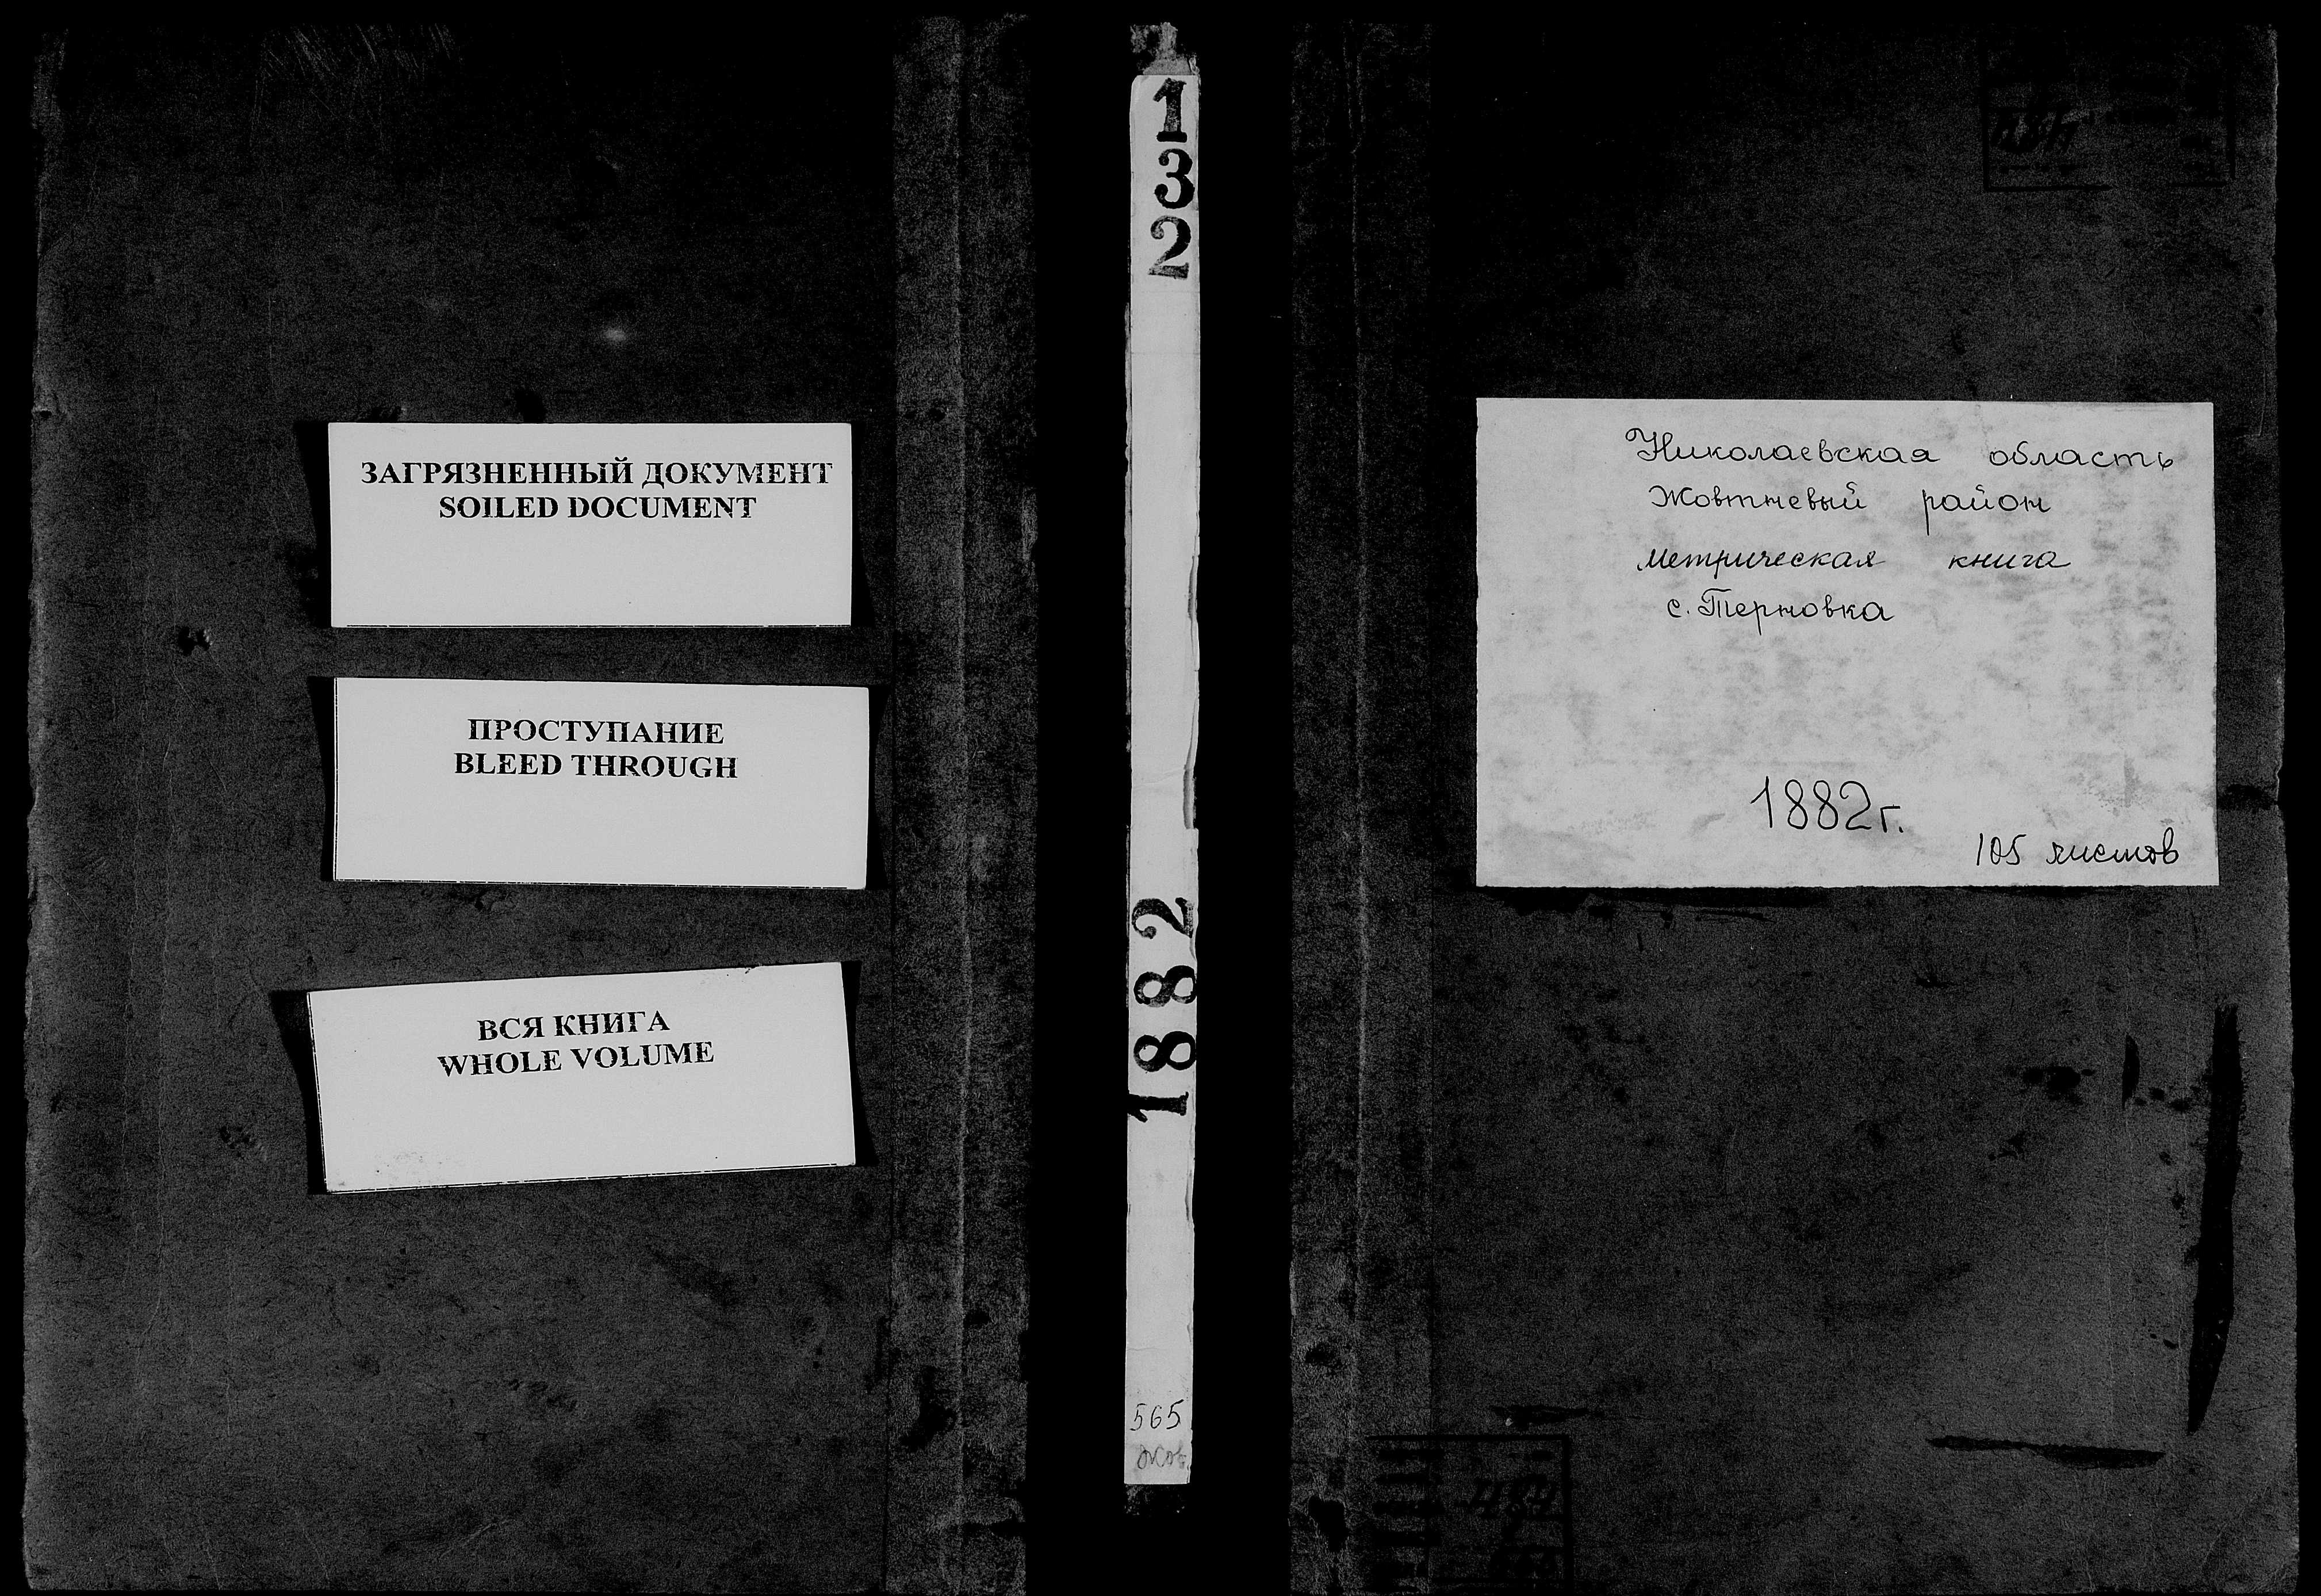 ЗАГРЯЗНЕННЫЙ ДОКУМЕНТ
SOILED DOCUMENT
ПРОСТУПАНИЕ
BLEED THROUGH
ВСЯ КНИГА
WHOLE VOLUME
132
1882
565
Жов.
Николаевская область
Жовтневый район
метрическая книга
с. Терновка
1882г.
105 листов